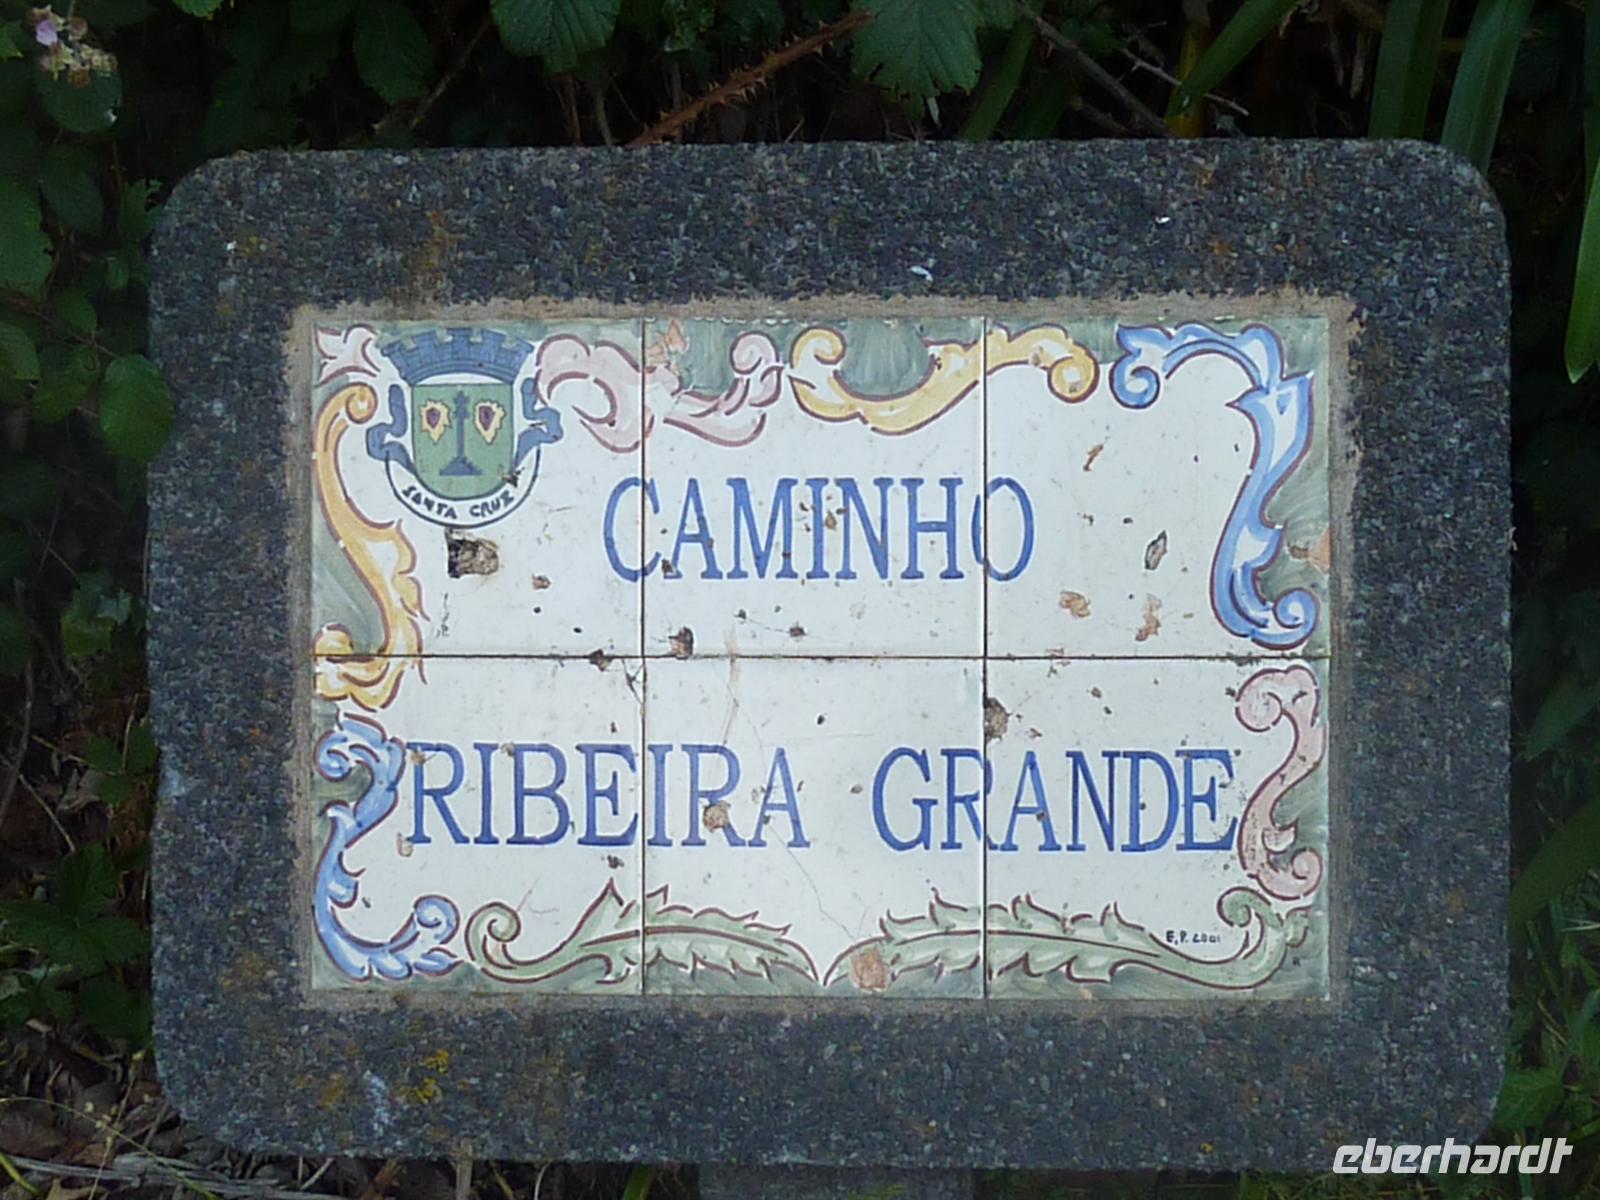 SANTA CRUZ
CAMINHO
RIBEIRA GRANDE
E.P. 2001
eberhardt